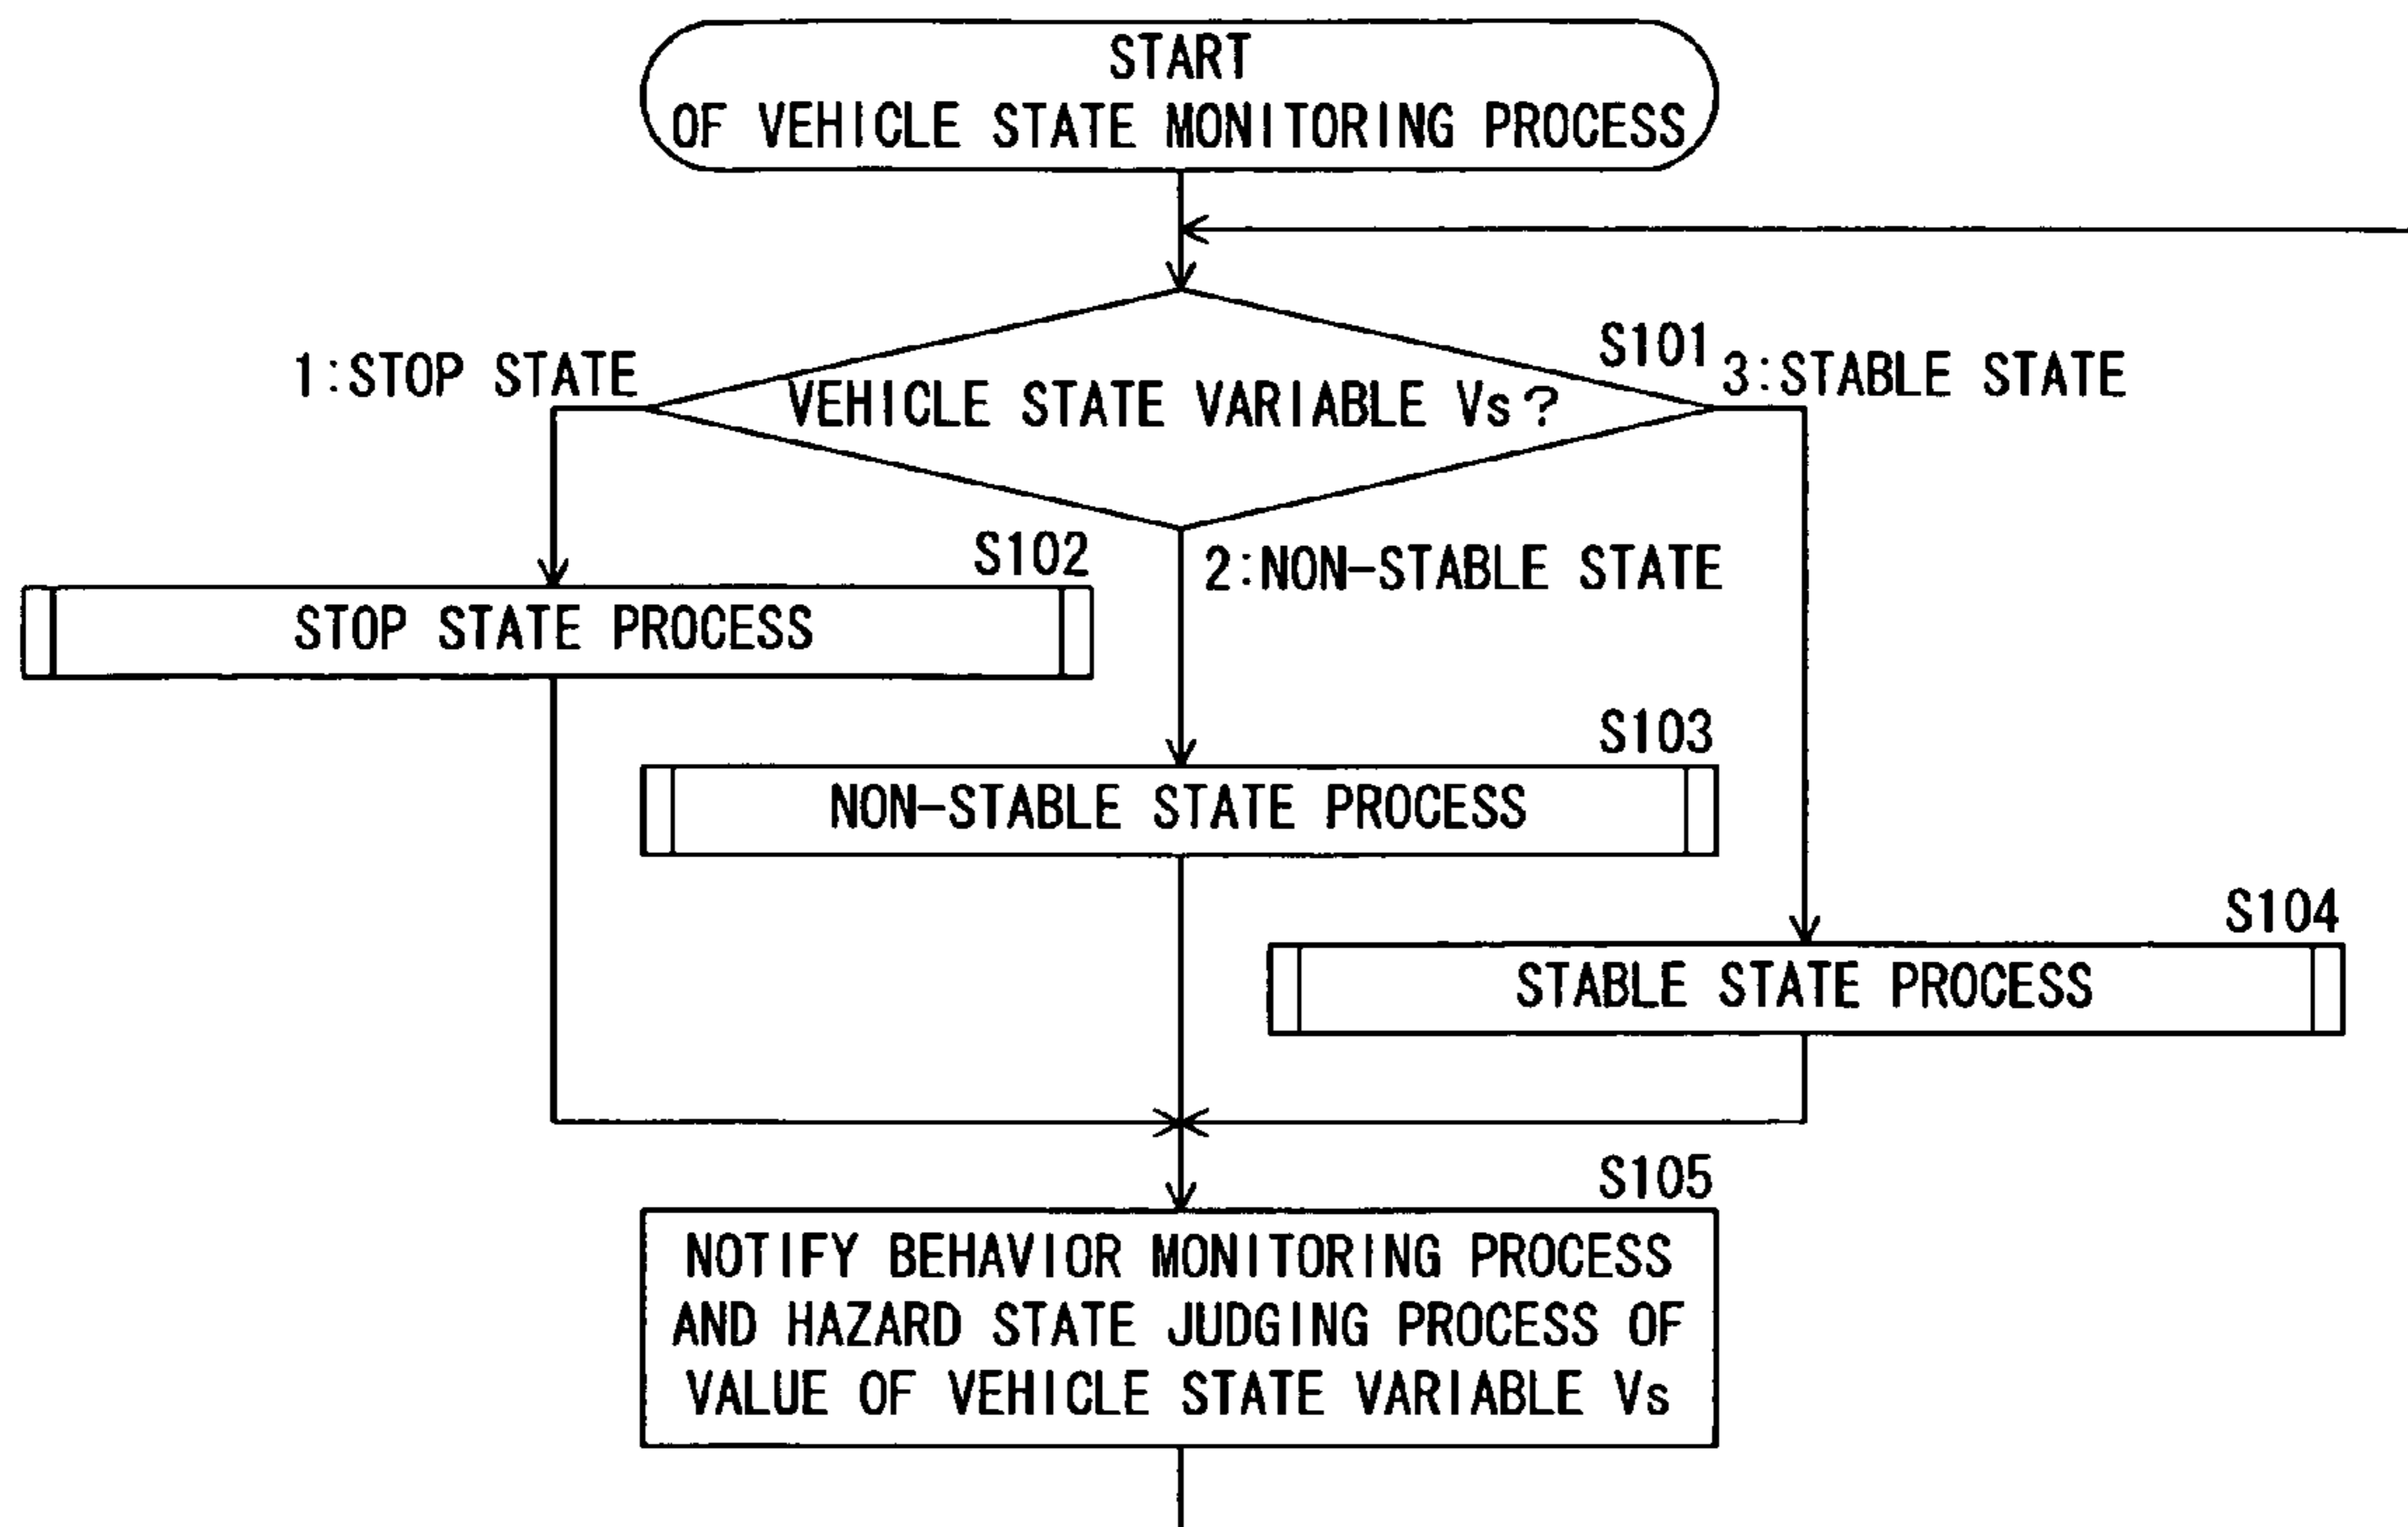 START
OF VEHICLE STATE MONITORING PROCESS
S101
1:STOP STATE
VEHICLE STATE VARIABLE Vs?
3:STABLE STATE
S102
2:NON-STABLE STATE
STOP STATE PROCESS
S103
NON-STABLE STATE PROCESS
S104
STABLE STATE PROCESS
S105
NOTIFY BEHAVIOR MONITORING PROCESS
AND HAZARD STATE JUDGING PROCESS OF
VALUE OF VEHICLE STATE VARIABLE Vs